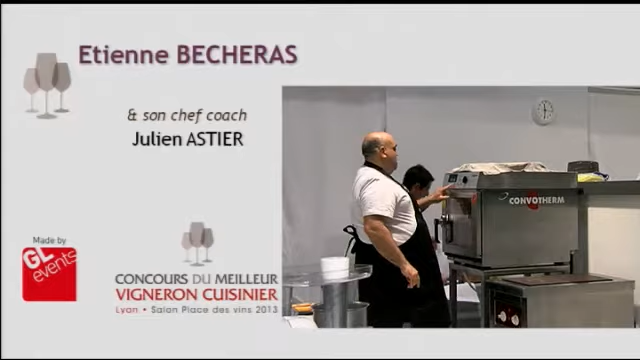 Etienne BECHERAS
& son chef coach
Julien ASTIER
CONVOTHERM
Made by
GL
events
CONCOURS DU MEILLEUR
VIGNERON CUISINIER
Lyon • Salon Place des vins 2013